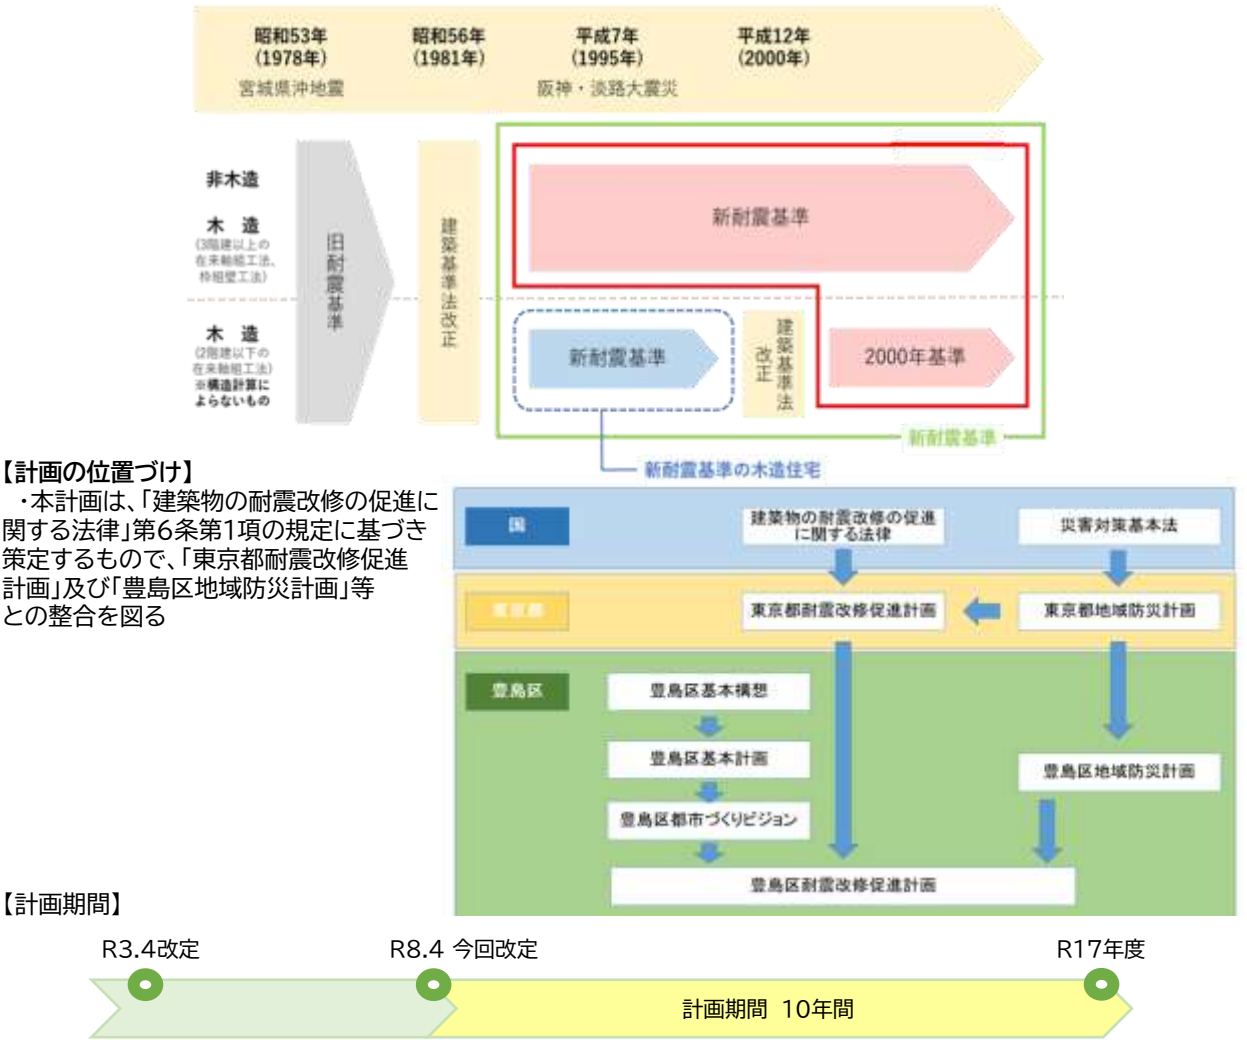 昭和53年
(1978年)
宮城県沖地震
昭和56年
(1981年)
平成7年
(1995年)
阪神・淡路大震災
平成12年
(2000年)
非木造
木 造
(3階建以上の
在来軸組工法、
枠組壁工法)
木 造
(2階建以下の
在来軸組工法)
※構造計算に
よらないもの
旧耐震基準
建築基準法改正
新耐震基準
新耐震基準
建築基準法
改正
2000年基準
新耐震基準
新耐震基準の木造住宅
【計画の位置づけ】
・本計画は、「建築物の耐震改修の促進に
関する法律」第6条第1項の規定に基づき
策定するもので、「東京都耐震改修促進
計画」及び「豊島区地域防災計画」等
との整合を図る
国
建築物の耐震改修の促進
に関する法律
災害対策基本法
東京都
東京都耐震改修促進計画
東京都地域防災計画
豊島区
豊島区基本構想
豊島区基本計画
豊島区地域防災計画
豊島区都市づくりビジョン
豊島区耐震改修促進計画
【計画期間】
R3.4改定
R8.4 今回改定
R17年度
計画期間 10年間